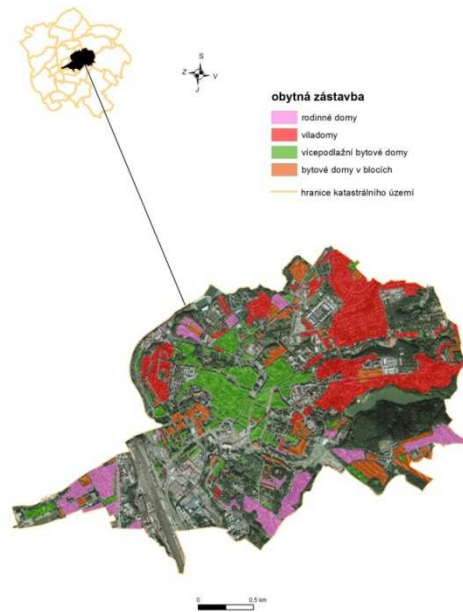 S
Z V
J
obytná zástavba
rodinné domy
viladomy
vícepodlažní bytové domy
bytové domy v blocích
hranice katastrálního území
0 0,5 km